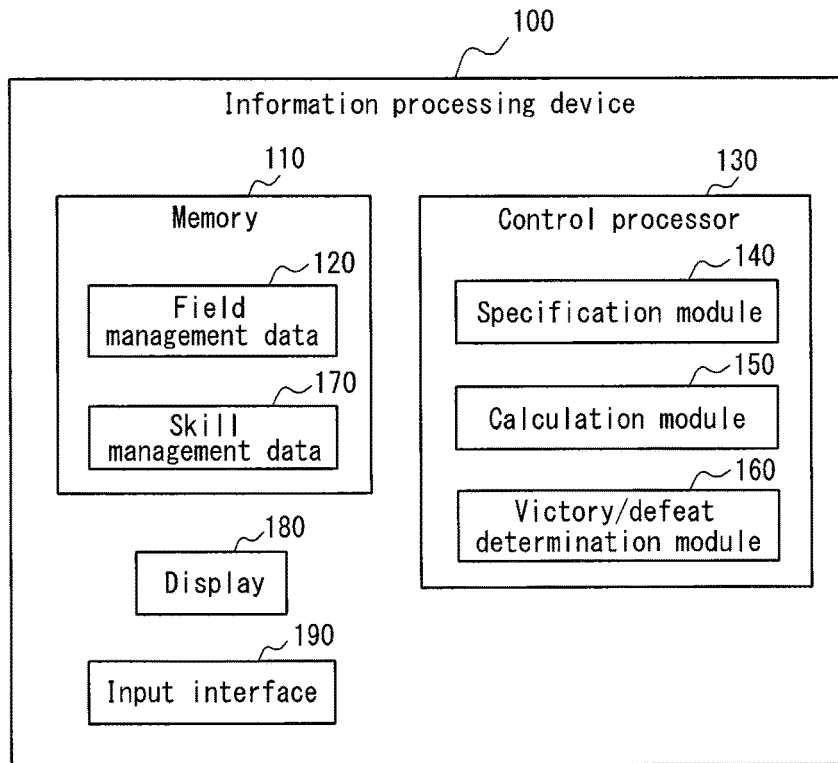 100
Information processing device
110
Memory
120
Field
management data
170
Skill
management data
180
Display
190
Input interface
130
Control processor
140
Specification module
150
Calculation module
160
Victory/defeat
determination module